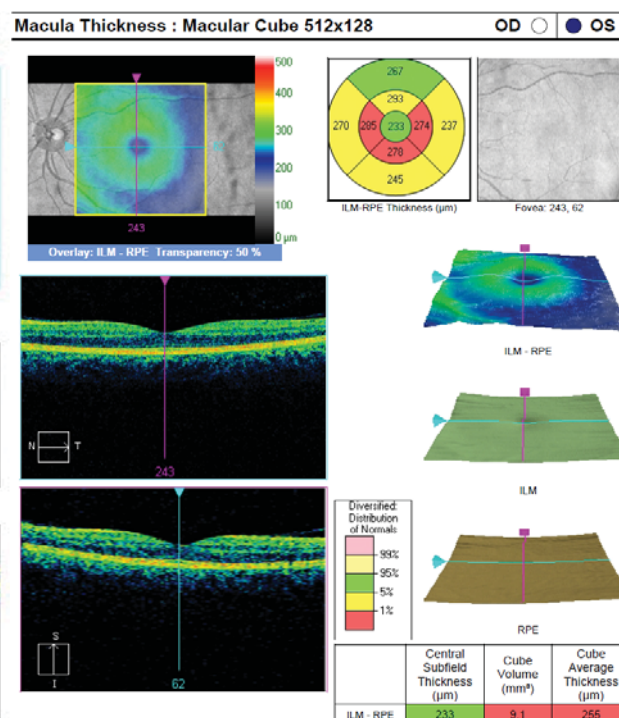 Macula Thickness : Macular Cube 512x128 OD OS
500
400
300
200
100
0 µm
243
Overlay: ILM - RPE Transparency: 50 %
267
293
270 285 233 274 237
278
245
ILM-RPE Thickness (µm)
Fovea: 243, 62
ILM - RPE
N T
243
ILM
S
I
62
Diversified:
Distribution
of Normals
99%
95%
5%
1%
RPE
Central
Subfield
Thickness
(µm)
Cube
Volume
(mm³)
Cube
Average
Thickness
(µm)
ILM - RPE 233 9.1 255